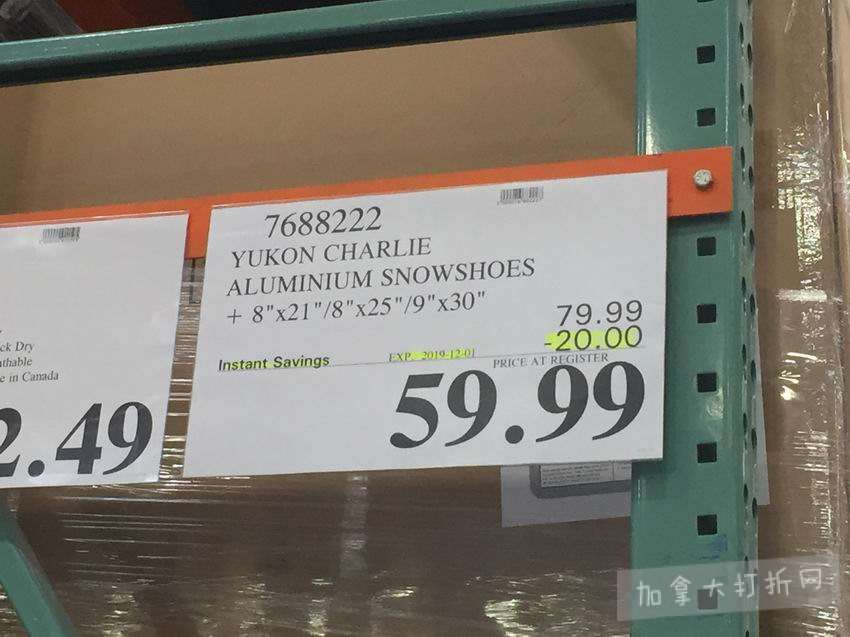 7688222
YUKON CHARLIE
ALUMINIUM SNOWSHOES
+ 8"x21"/8"x25"/9"x30"
79.99
-20.00
Instant Savings EXP. 2019-12-01 PRICE AT REGISTER
59.99
ck Dry
athable
e in Canada
2.49
加拿大打折网